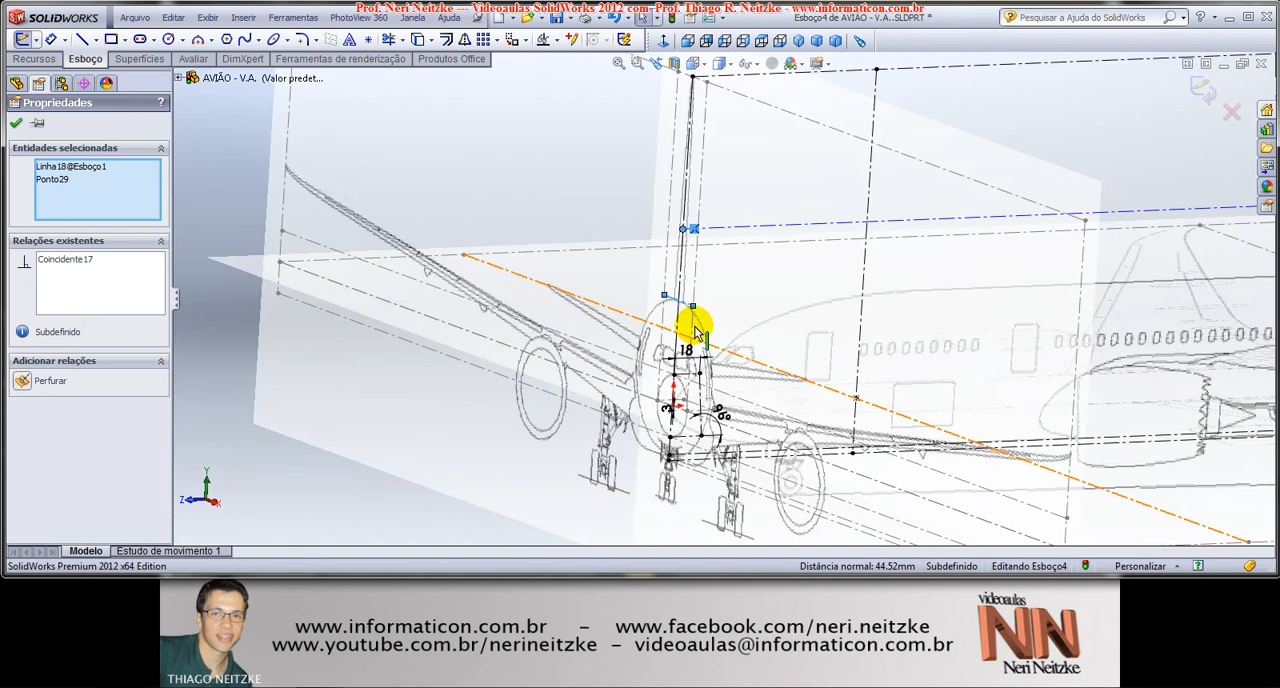 Prof. Neri Neitzke --- Videoaulas SolidWorks 2012 com Prof. Thiago R. Neitzke - www.informaticon.com.br
SOLIDWORKS
Arquivo Editar Exibir Inserir Ferramentas PhotoView 360 Janela Ajuda
Esboço4 de AVIÃO - V.A...SLDPRT *
Pesquisar a Ajuda do SolidWorks
Recursos Esboço Superfícies Avaliar DimXpert Ferramentas de renderização Produtos Office
AVIÃO - V.A. (Valor predet...
Propriedades
?
Entidades selecionadas
Linha18@Esboço1
Ponto29
Relações existentes
Coincidente17
Subdefinido
Adicionar relações
Perfurar
18
96°
3
Y
Z
X
Modelo Estudo de movimento 1
SolidWorks Premium 2012 x64 Edition
Distância normal: 44.52mm Subdefinido Editando Esboço4 Personalizar
www.informaticon.com.br - www.facebook.com/neri.neitzke
www.youtube.com.br/nerineitzke - videoaulas@informaticon.com.br
THIAGO NEITZKE
videoaulas
NN
Neri Neitzke